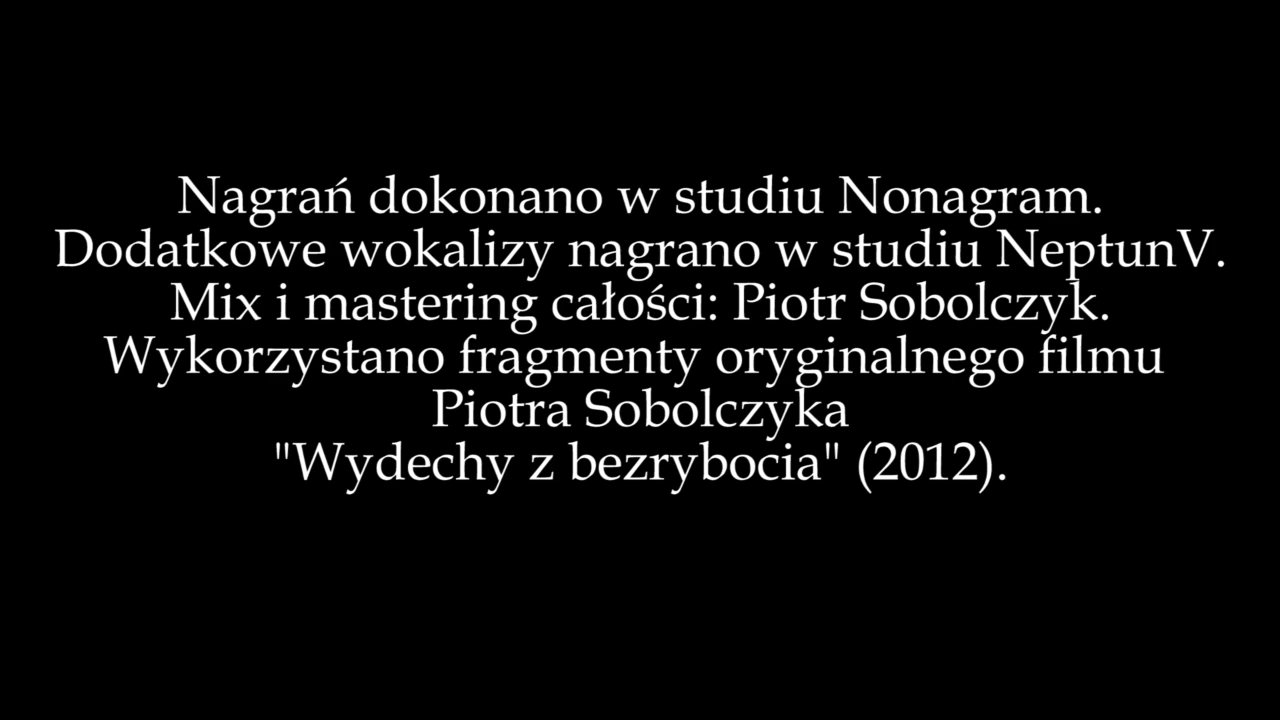 Nagrań dokonano w studiu Nonagram.
Dodatkowe wokalizy nagrano w studiu NeptunV.
Mix i mastering całości: Piotr Sobolczyk.
Wykorzystano fragmenty oryginalnego filmu
Piotra Sobolczyka
"Wydechy z bezrybocia" (2012).